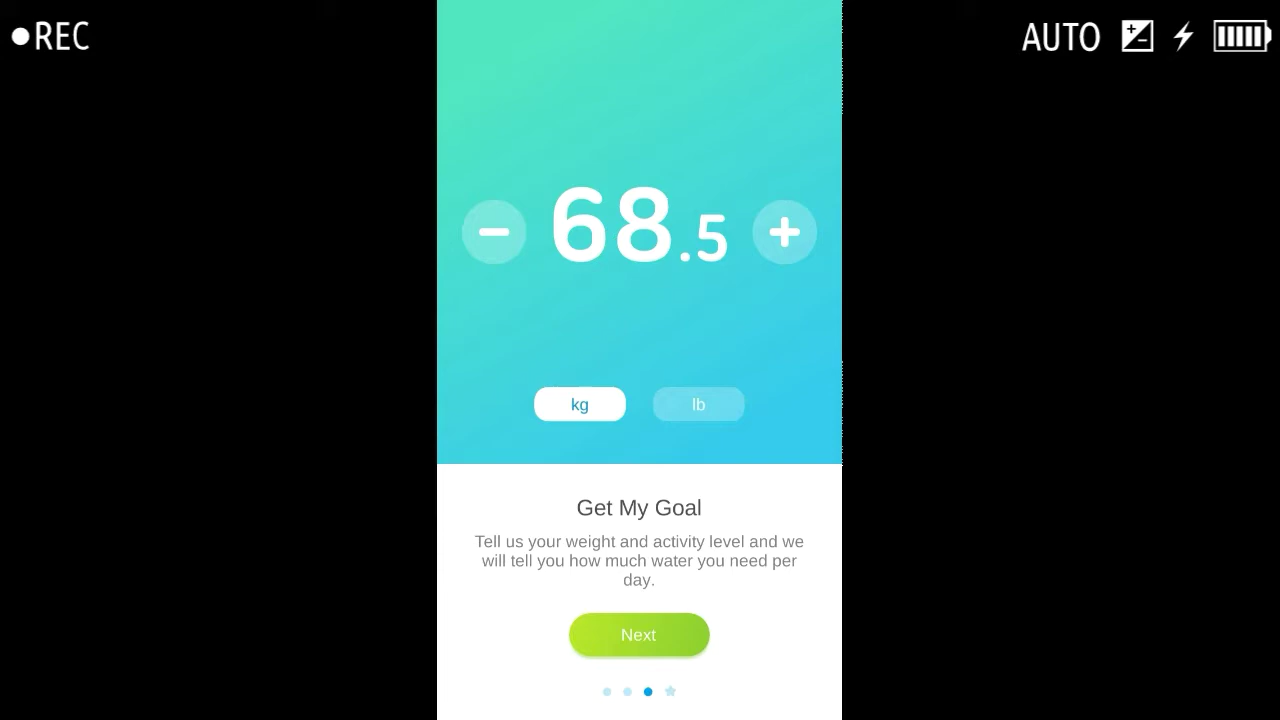 ●REC
AUTO
68.5
kg
lb
Get My Goal
Tell us your weight and activity level and we
will tell you how much water you need per
day.
Next